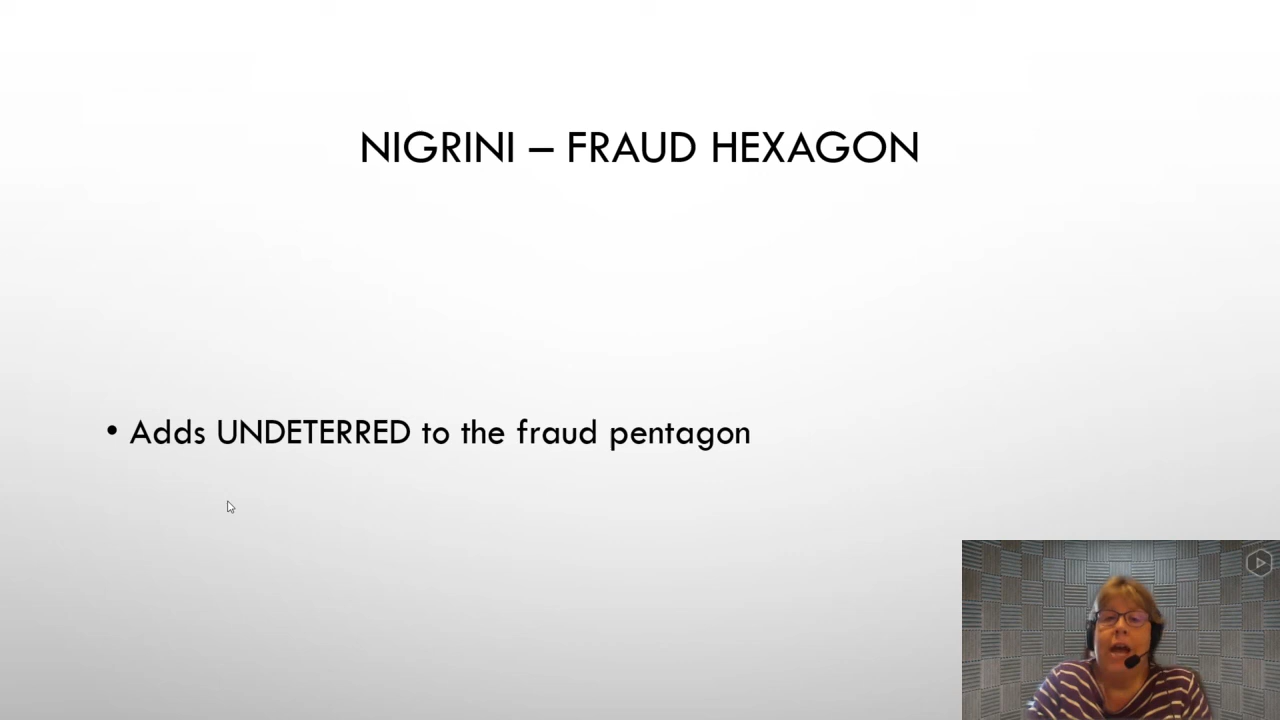 NIGRINI – FRAUD HEXAGON
• Adds UNDETERRED to the fraud pentagon